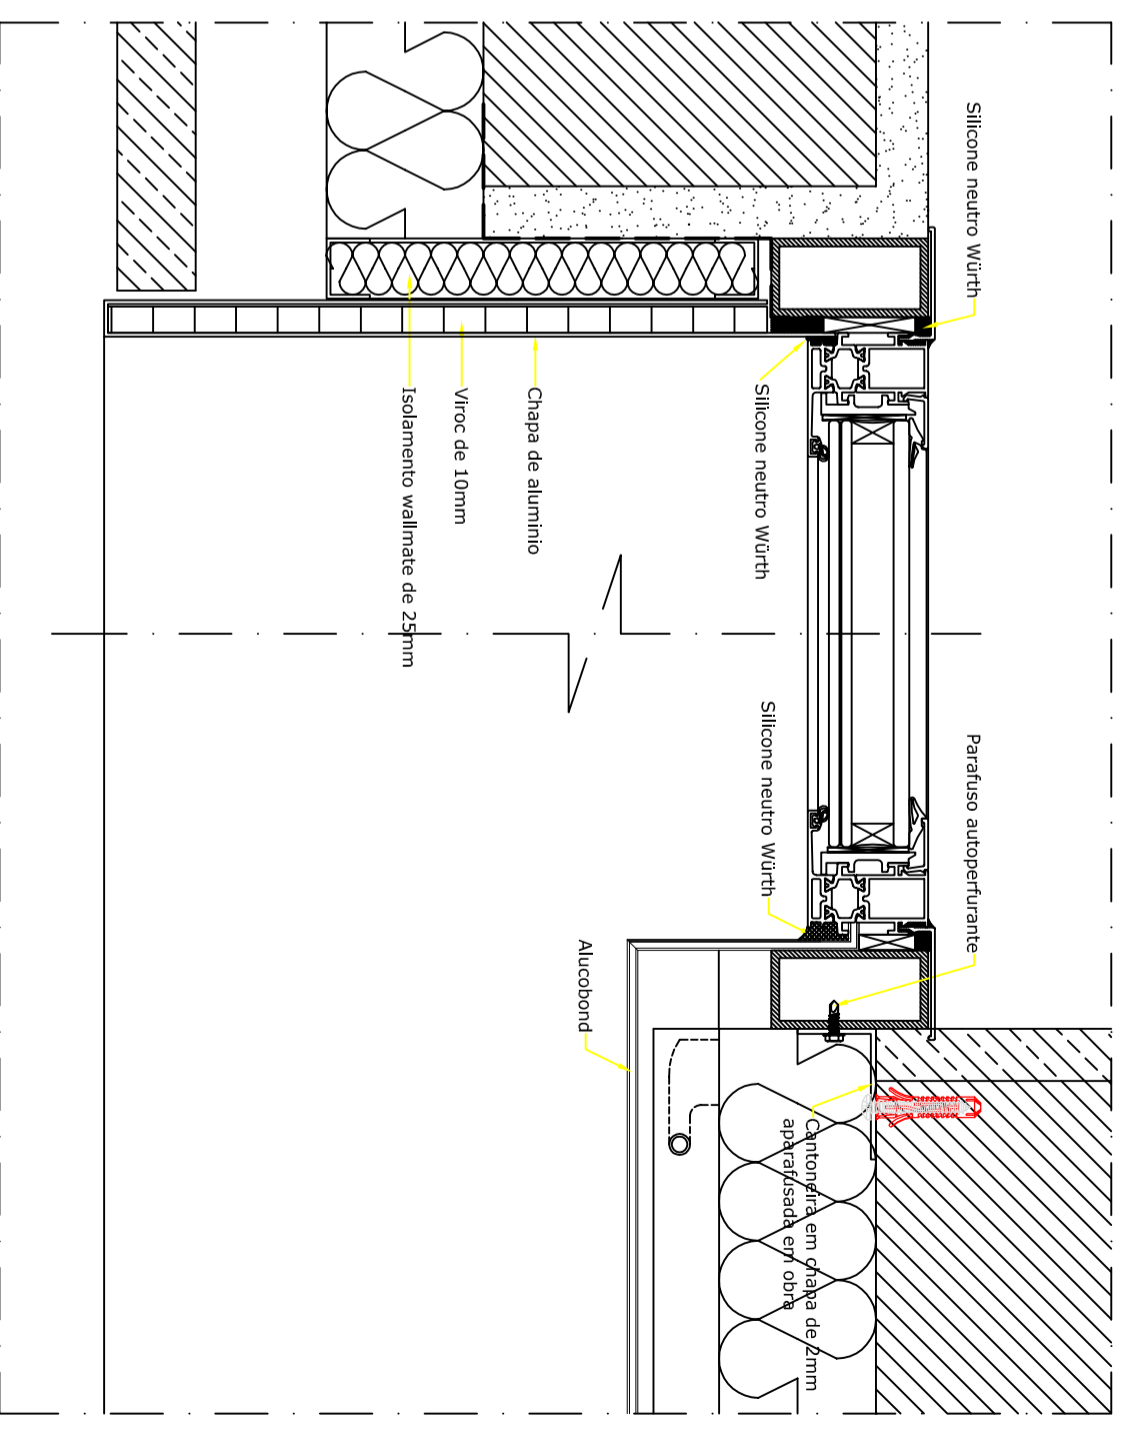 Silicone neutro Würth
Parafuso autoperfurante
Silicone neutro Würth
Silicone neutro Würth
Cantoneira em chapa de 2mm
aparafusada em obra
Chapa de aluminio
Alucobond
Viroc de 10mm
Isolamento wallmate de 25mm